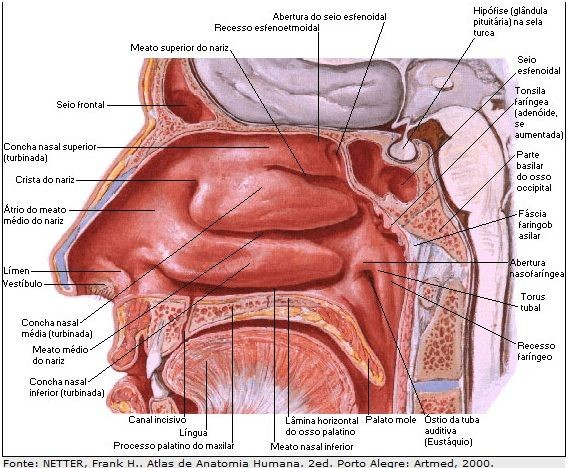 Hipófise (glândula
pituitária) na sela
turca
Abertura do seio esfenoidal
Recesso esfenoetmoidal
Meato superior do nariz
Seio
esfenoidal
Seio frontal
Tonsila
faríngea
(adenóide,
se
aumentada)
Concha nasal superior
(turbinada)
Parte
basilar
do osso
occipital
Crista do nariz
Átrio do meato
médio do nariz
Fáscia
faringob
asilar
Límen
Vestíbulo
Abertura
nasofaríngea
Torus
tubal
Concha nasal
média (turbinada)
Meato médio
do nariz
Recesso
faríngeo
Concha nasal
inferior (turbinada)
Canal incisivo
Língua
Processo palatino do maxilar
Lâmina horizontal
do osso palatino
Meato nasal inferior
Palato mole
Óstio da tuba
auditiva
(Eustáquio)
Fonte: NETTER, Frank H.. Atlas de Anatomia Humana. 2ed. Porto Alegre: Artmed, 2000.